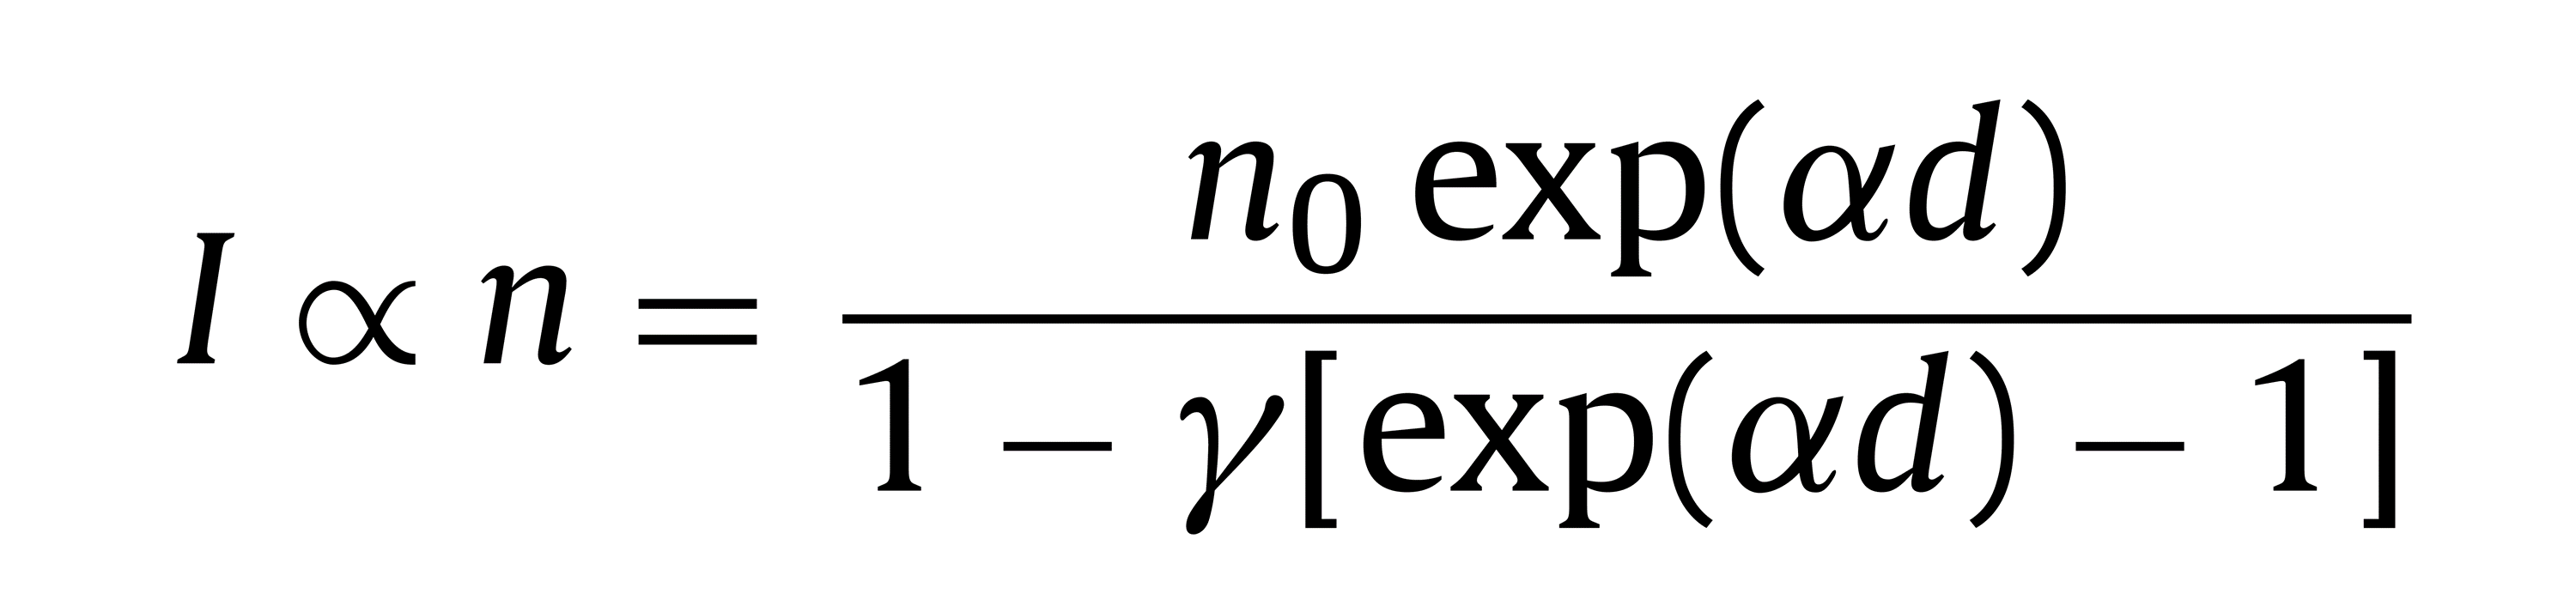 I ∝ n = n₀ exp(αd) / 1 − γ[exp(αd) − 1]